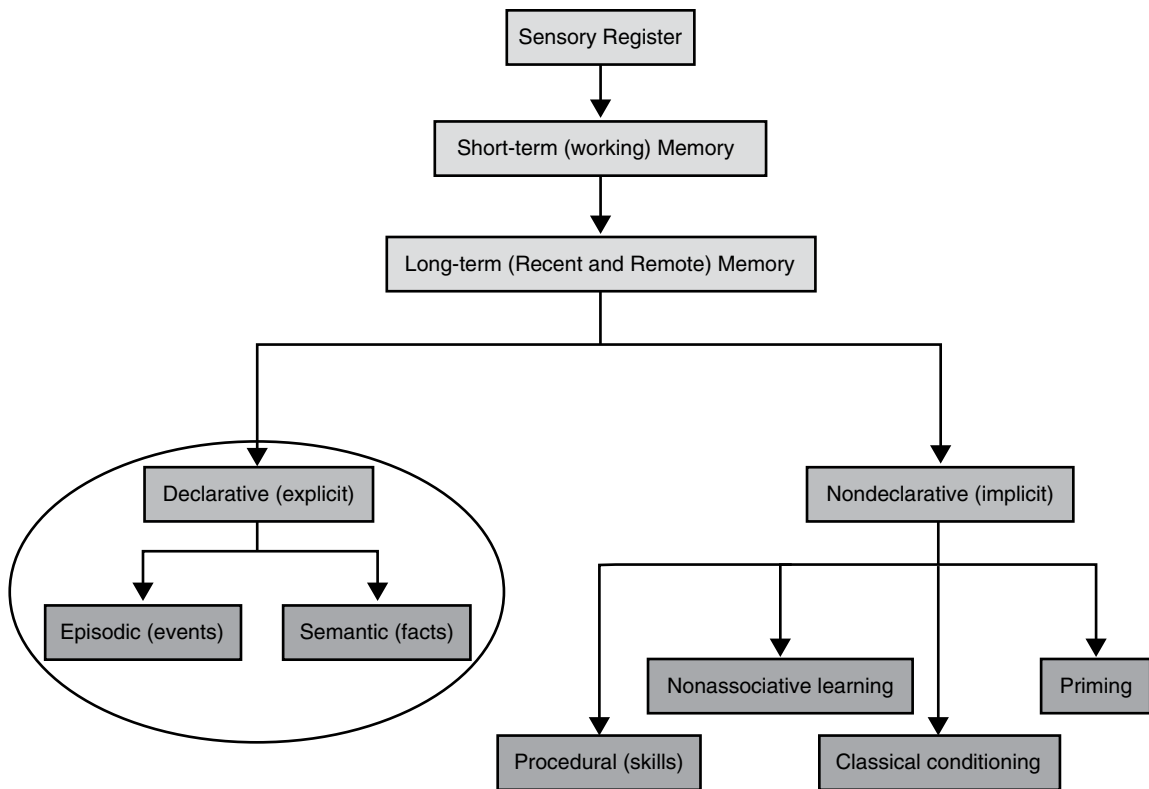 Sensory Register
Short-term (working) Memory
Long-term (Recent and Remote) Memory
Declarative (explicit)
Nondeclarative (implicit)
Episodic (events)
Semantic (facts)
Nonassociative learning
Priming
Procedural (skills)
Classical conditioning